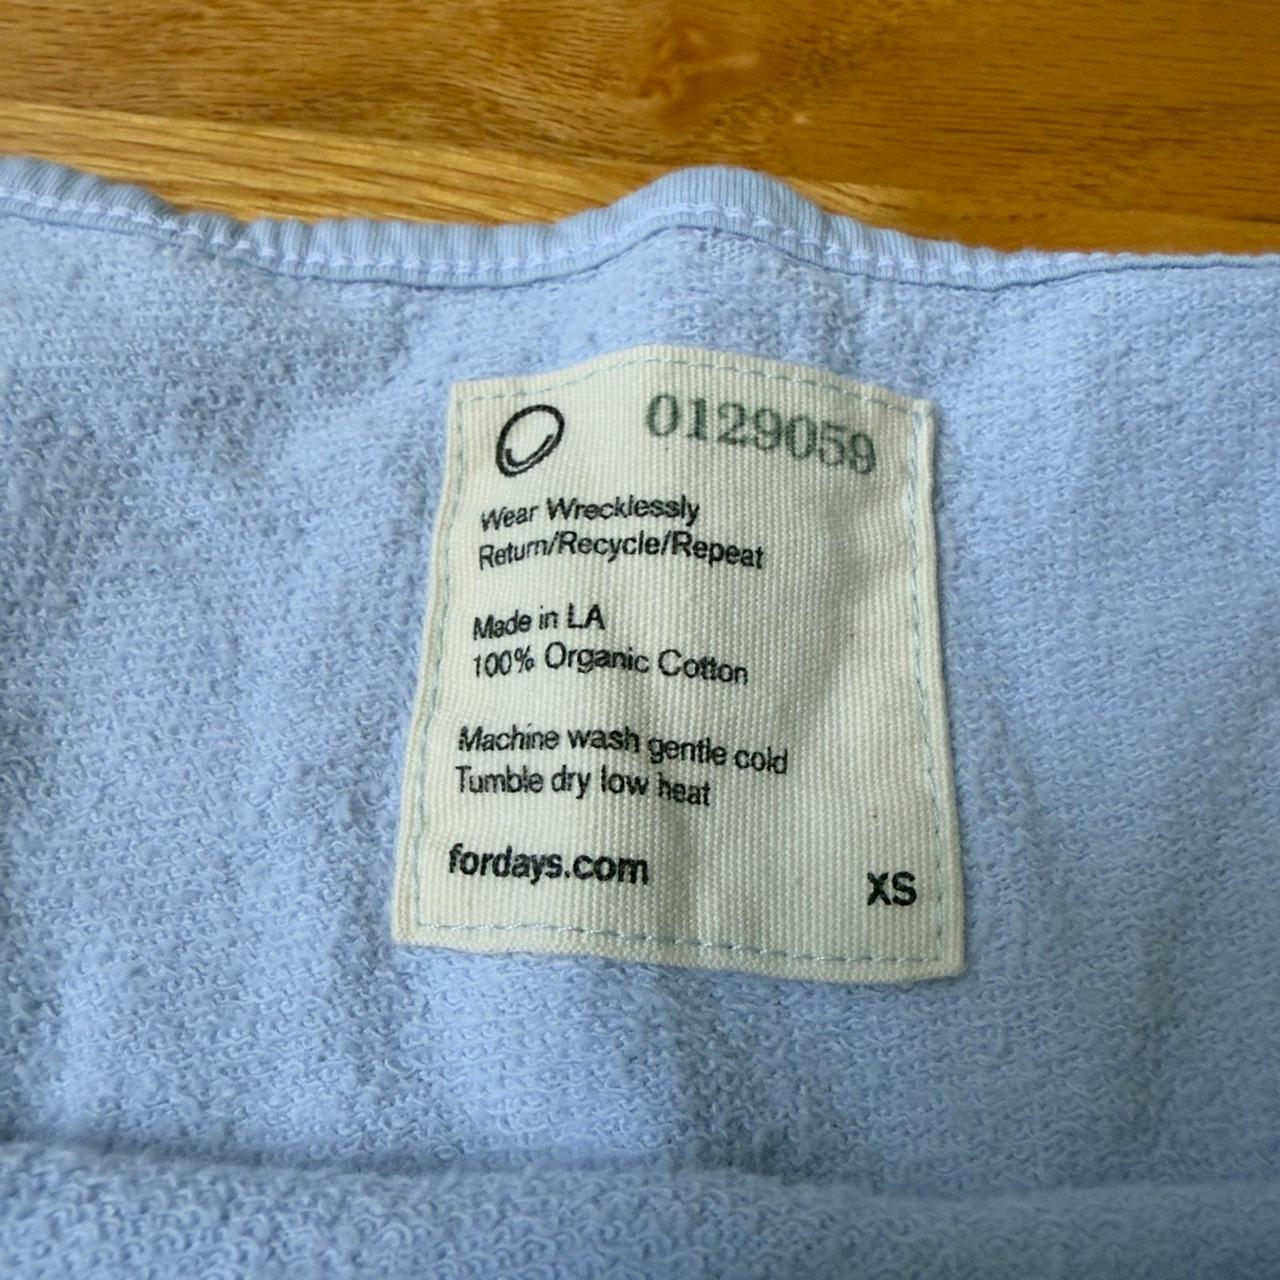 0129059
Wear Wrecklessly
Return/Recycle/Repeat
Made in LA
100% Organic Cotton
Machine wash gentle cold
Tumble dry low heat
fordays.com
XS